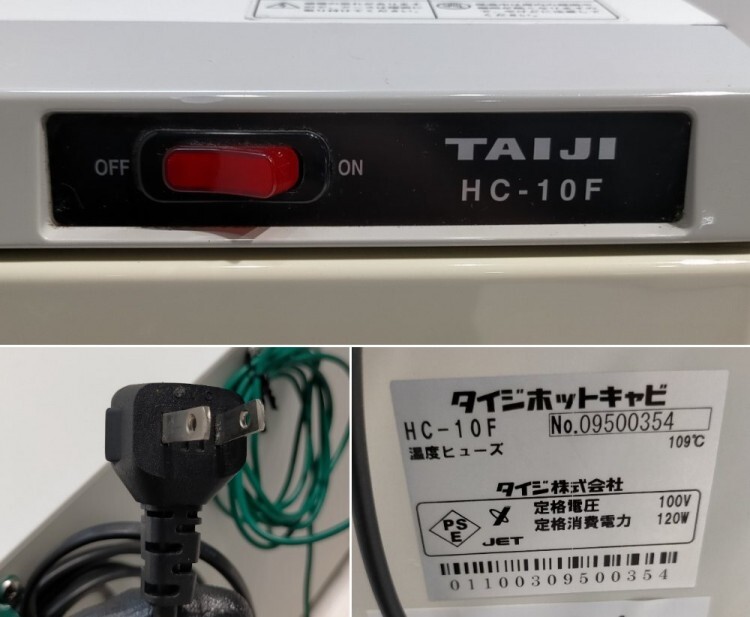 OFF
ON
TAIJI
HC-10F
タイジホットキャビ
HC-10F
No.09500354
温度ヒューズ
109℃
タイジ株式会社
PS
E
JET
定格電圧 100V
定格消費電力 120W
01100309500354